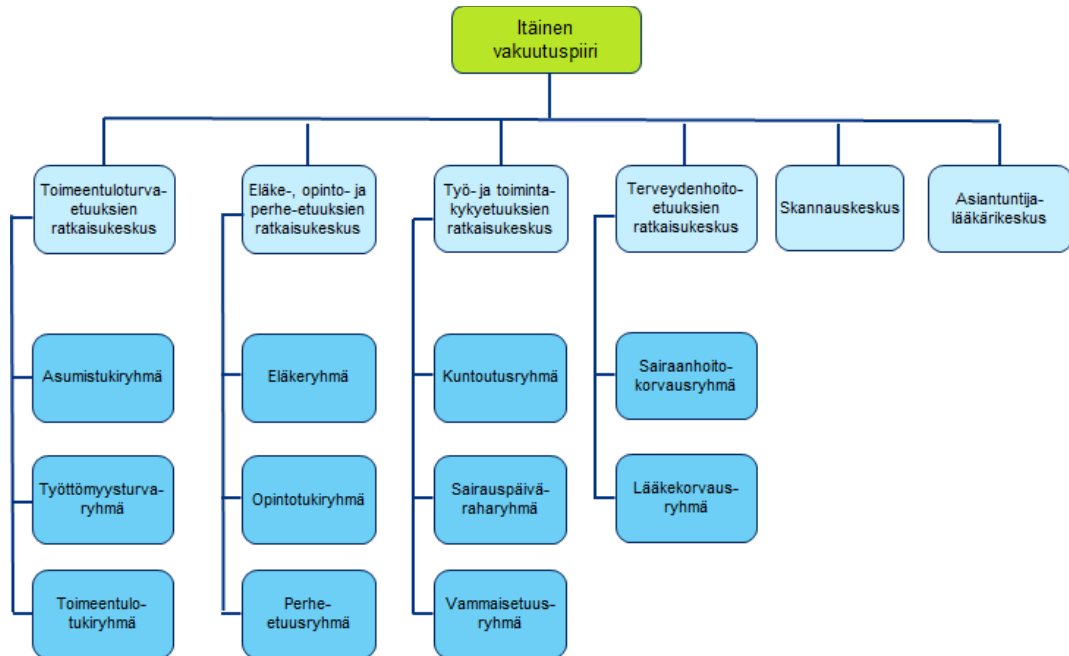 Itäinen
vakuutuspiiri
Toimeentuloturva-
etuuksien
ratkaisukeskus
Eläke-, opinto- ja
perhe-etuuksien
ratkaisukeskus
Työ- ja toiminta-
kykyetuuksien
ratkaisukeskus
Terveydenhoito-
etuuksien
ratkaisukeskus
Skannauskeskus
Asiantuntija-
lääkärikeskus
Asumistukiryhmä
Eläkeryhmä
Kuntoutusryhmä
Sairaanhoito-
korvausryhmä
Työttömyysturva-
ryhmä
Opintotukiryhmä
Sairauspäivä-
raharyhmä
Lääkekorvaus-
ryhmä
Toimeentulo-
tukiryhmä
Perhe-
etuusryhmä
Vammaisetuus-
ryhmä